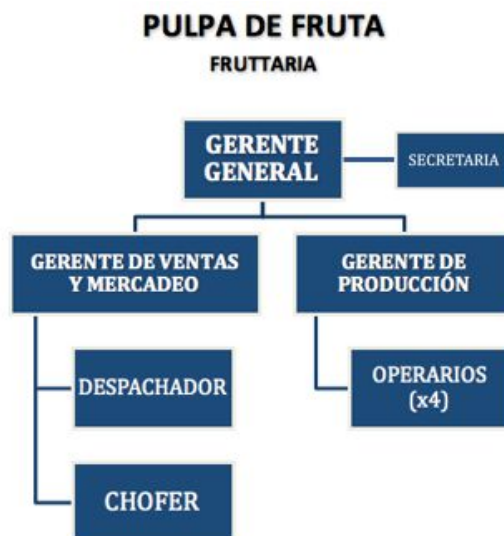 PULPA DE FRUTA
FRUTTARIA
GERENTE
GENERAL
SECRETARIA
GERENTE DE VENTAS
Y MERCADEO
GERENTE DE
PRODUCCIÓN
DESPACHADOR
OPERARIOS
(x4)
CHOFER